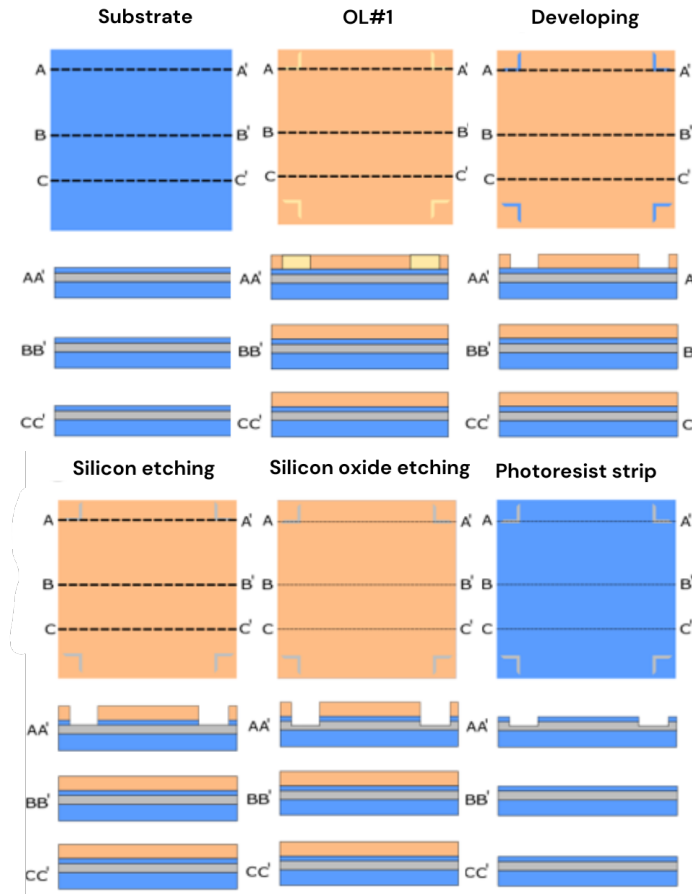 Substrate OL#1 Developing
A A' A A' A A'
B B' B B' B B'
C C' C C' C C'
AA' AA' AA' A
BB' BB' BB' B
CC' CC' CC' C
Silicon etching Silicon oxide etching Photoresist strip
A A' A A' A A'
B B' B B' B B'
C C' C C' C C'
AA' AA' AA'
BB' BB' BB'
CC' CC' CC'